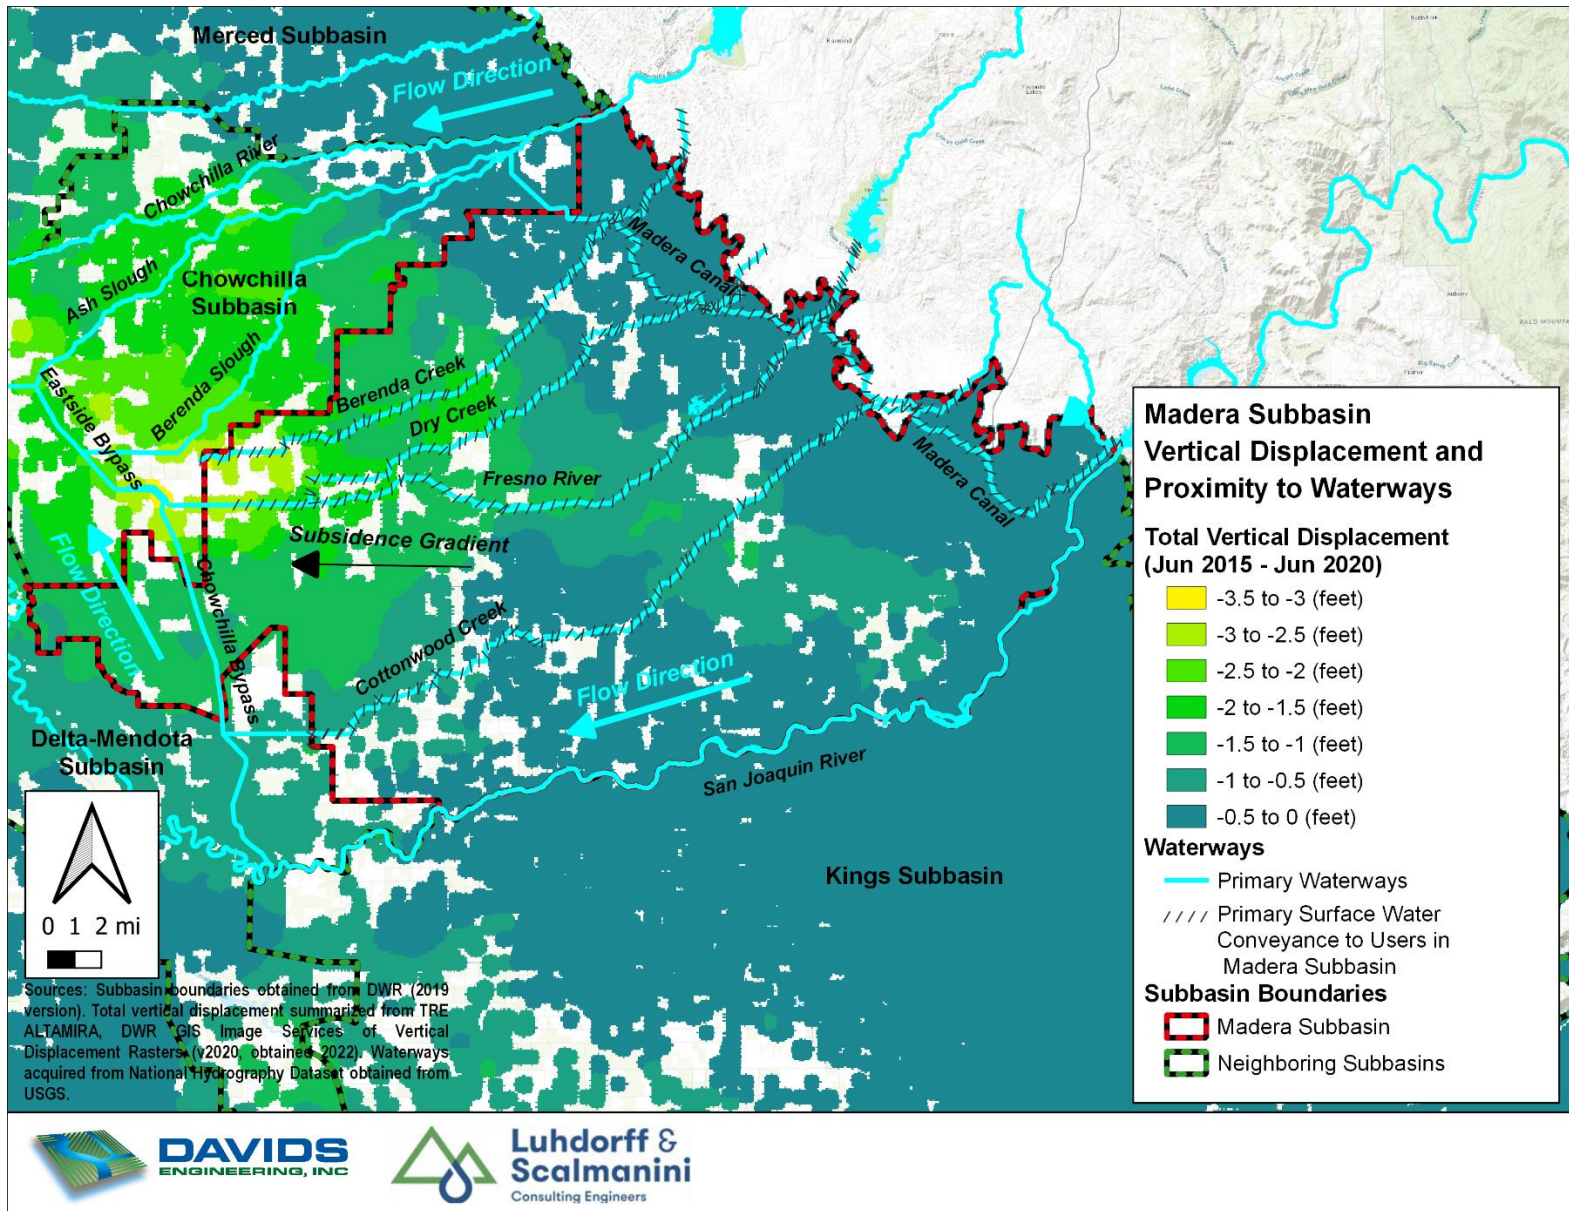 Merced Subbasin
Flow Direction
Chowchilla River
Ash Slough
Chowchilla
Subbasin
Berenda Slough
Eastside Bypass
Madera Canal
Berenda Creek
Dry Creek
Fresno River
Subsidence Gradient
Madera Canal
Flow Direction
Chowchilla Bypass
Cottonwood Creek
Flow Direction
San Joaquin River
Delta-Mendota
Subbasin
Kings Subbasin
0 1 2 mi
Sources: Subbasin boundaries obtained from DWR (2019
version). Total vertical displacement summarized from TRE
ALTAMIRA, DWR GIS Image Services of Vertical
Displacement Rasters (v2020, obtained 2022). Waterways
acquired from National Hydrography Dataset obtained from
USGS.
Madera Subbasin
Vertical Displacement and
Proximity to Waterways
Total Vertical Displacement
(Jun 2015 - Jun 2020)
-3.5 to -3 (feet)
-3 to -2.5 (feet)
-2.5 to -2 (feet)
-2 to -1.5 (feet)
-1.5 to -1 (feet)
-1 to -0.5 (feet)
-0.5 to 0 (feet)
Waterways
Primary Waterways
Primary Surface Water
Conveyance to Users in
Madera Subbasin
Subbasin Boundaries
Madera Subbasin
Neighboring Subbasins
DAVIDS
ENGINEERING, INC
Luhdorff &
Scalmanini
Consulting Engineers